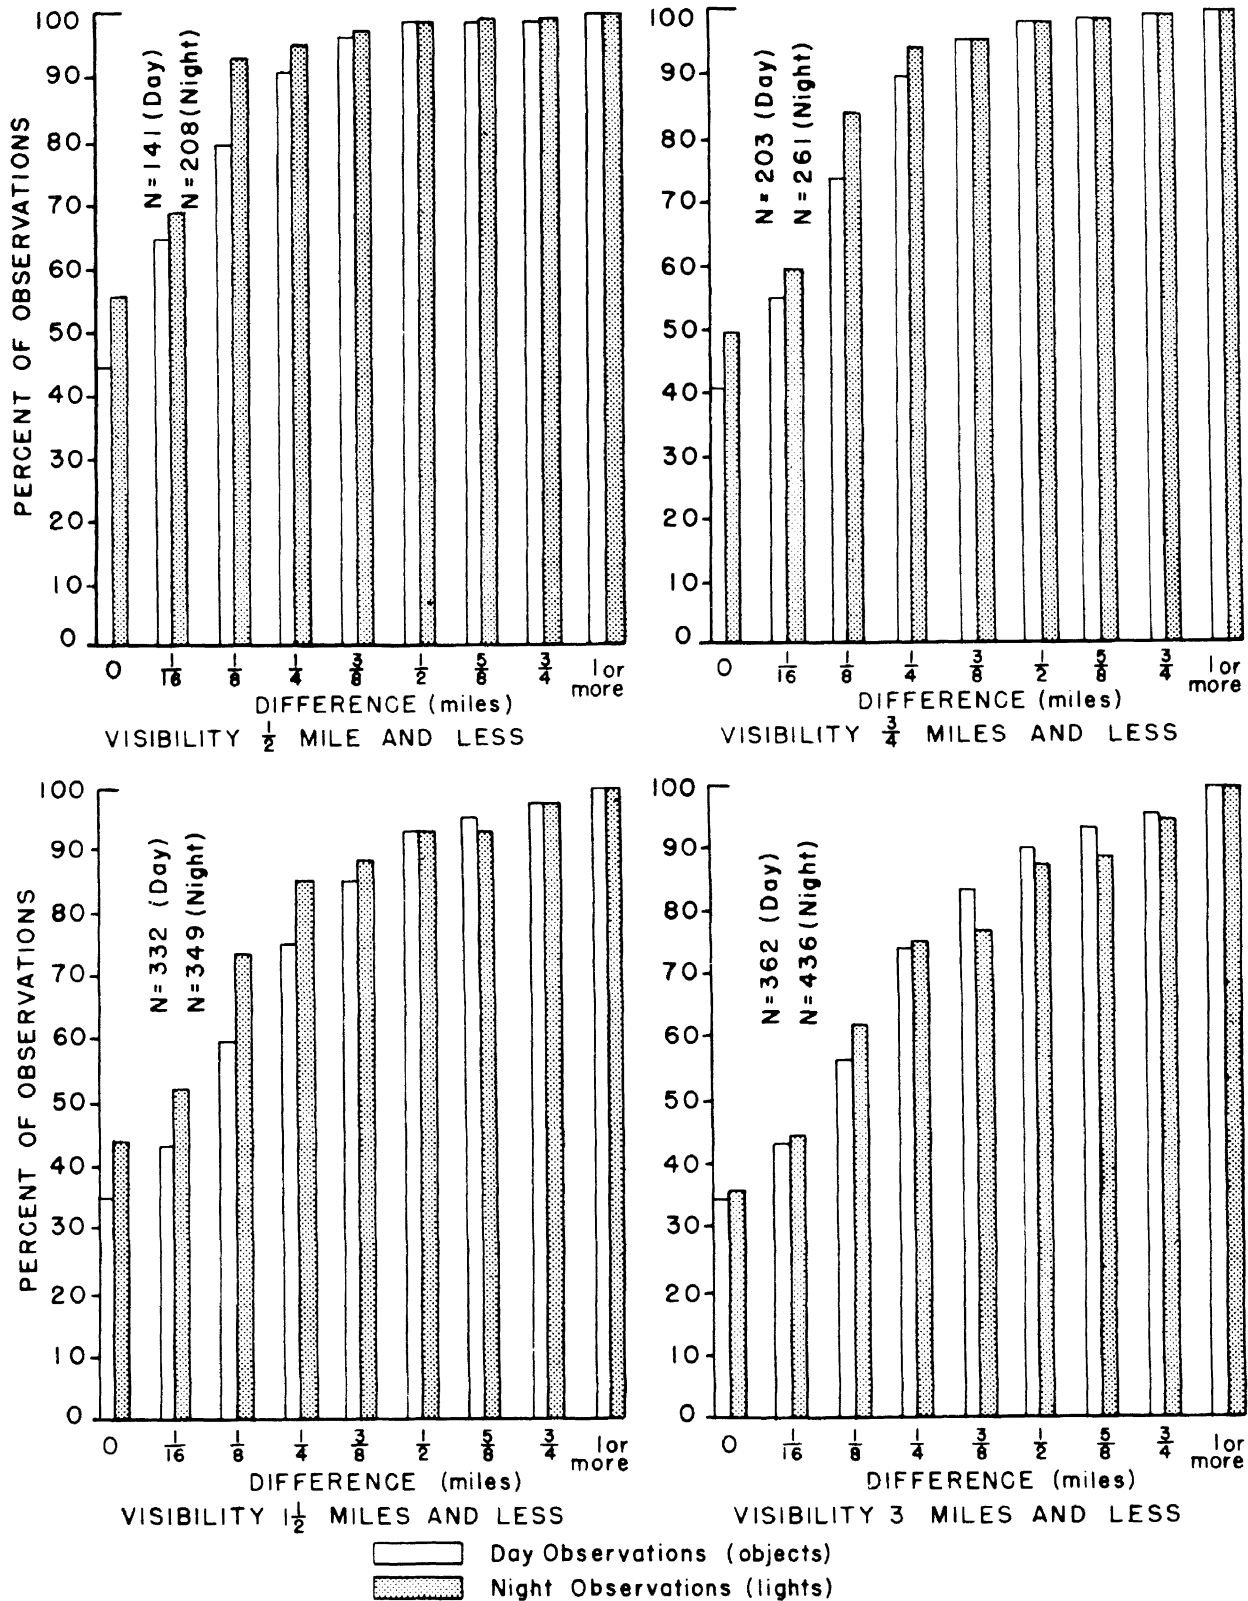 PERCENT OF OBSERVATIONS
100
90
80
70
60
50
40
30
20
10
0
N=141 (Day)
N=208 (Night)
0 1/16 1/8 1/4 3/8 1/2 5/8 3/4 1 or more
DIFFERENCE (miles)
VISIBILITY 1/2 MILE AND LESS
100
90
80
70
60
50
40
30
20
10
0
N=203 (Day)
N=261 (Night)
0 1/16 1/8 1/4 3/8 1/2 5/8 3/4 1 or more
DIFFERENCE (miles)
VISIBILITY 3/4 MILES AND LESS
PERCENT OF OBSERVATIONS
100
90
80
70
60
50
40
30
20
10
0
N=332 (Day)
N=349 (Night)
0 1/16 1/8 1/4 3/8 1/2 5/8 3/4 1 or more
DIFFERENCE (miles)
VISIBILITY 1 1/2 MILES AND LESS
100
90
80
70
60
50
40
30
20
10
0
N=362 (Day)
N=436 (Night)
0 1/16 1/8 1/4 3/8 1/2 5/8 3/4 1 or more
DIFFERENCE (miles)
VISIBILITY 3 MILES AND LESS
Day Observations (objects)
Night Observations (lights)